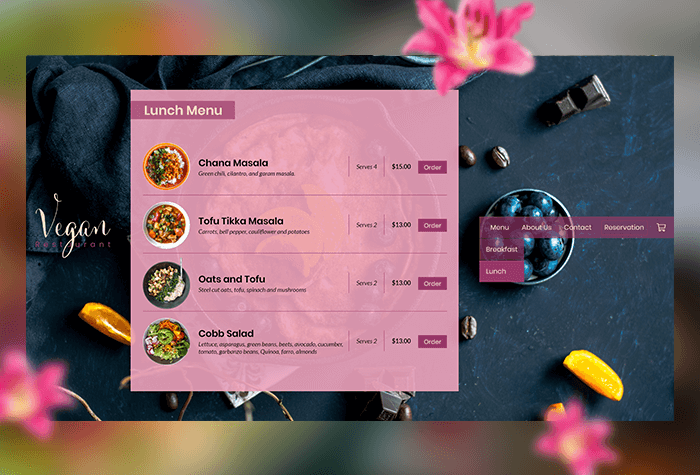 Lunch Menu
Chana Masala
Green chili, cilantro, and garam masala.
Serves 4
$15.00
Order
Tofu Tikka Masala
Carrots, bell pepper, cauliflower and potatoes
Serves 2
$13.00
Order
Oats and Tofu
Steel cut oats, tofu, spinach and mushrooms
Serves 2
$13.00
Order
Cobb Salad
Lettuce, asparagus, green beans, beets, avocado, cucumber,
tomato, garbanzo beans, Quinoa, farro, almonds
Serves 2
$13.00
Order
Vegan
Restaurant
Menu
About Us
Contact
Reservation
Breakfast
Lunch